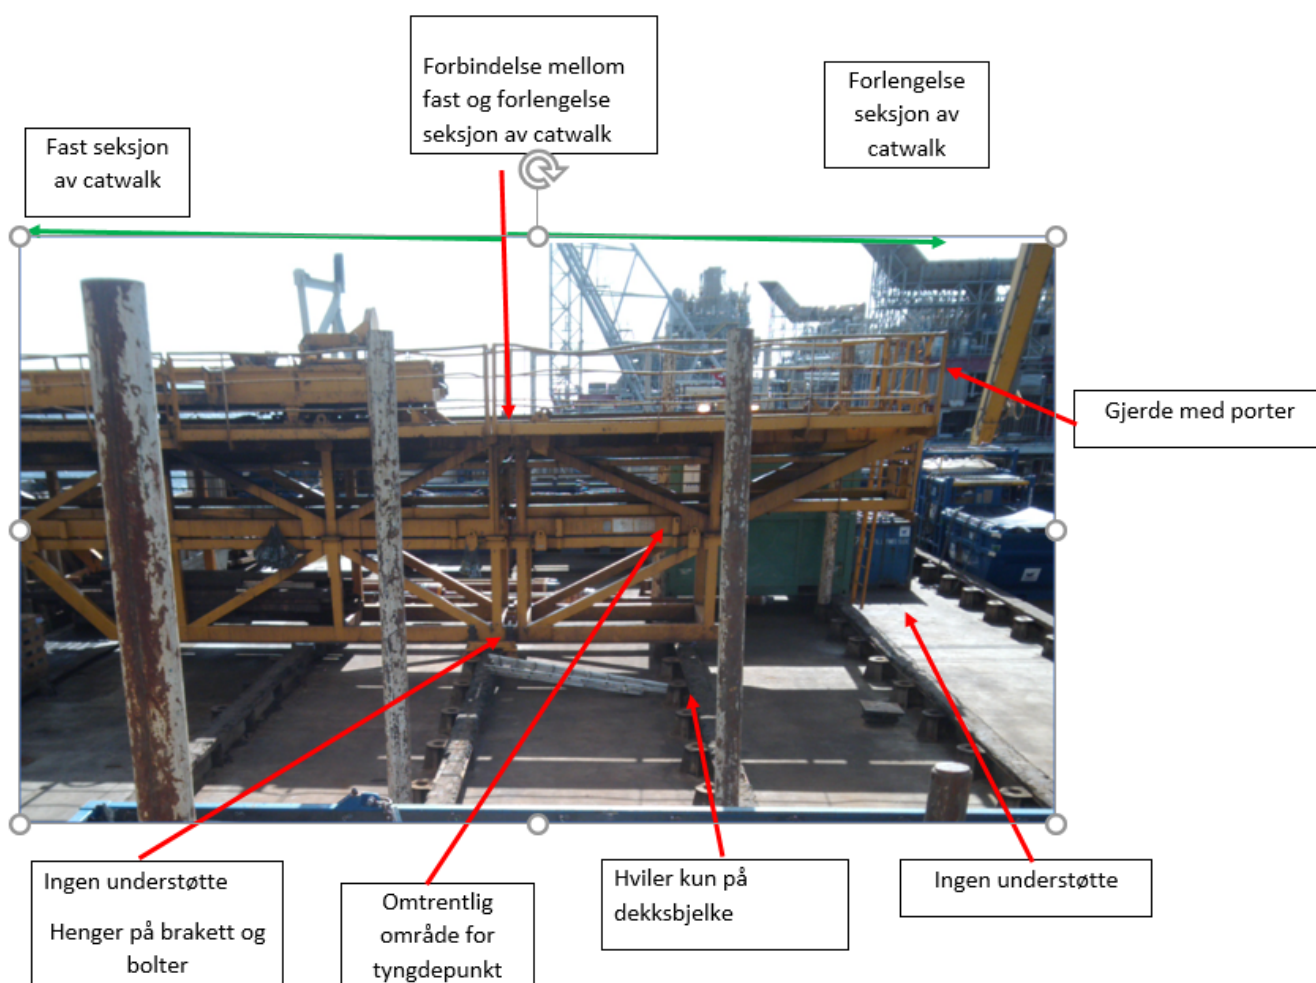 Forbindelse mellom
fast og forlengelse
seksjon av catwalk
Forlengelse
seksjon av
catwalk
Fast seksjon
av catwalk
Gjerde med porter
Ingen understøtte
Henger på brakett og
bolter
Omtrentlig
område for
tyngdepunkt
Hviler kun på
dekksbjelke
Ingen understøtte